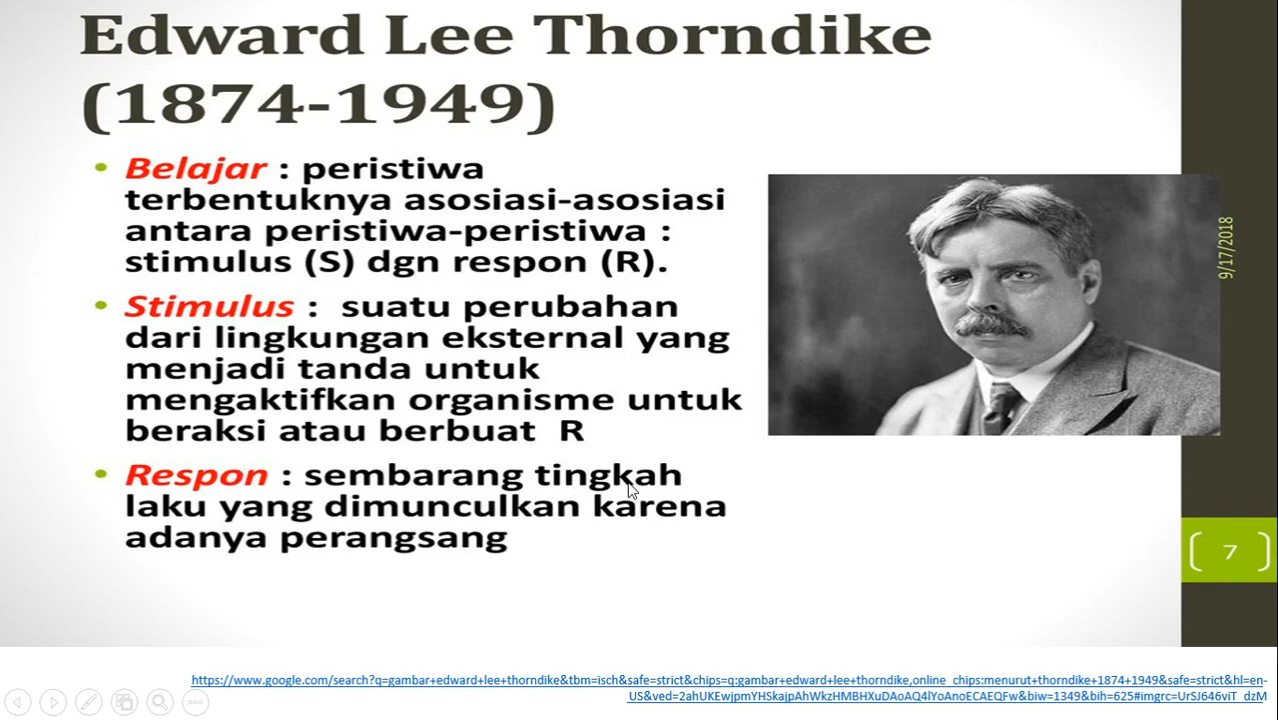 Edward Lee Thorndike
(1874-1949)
• Belajar : peristiwa
terbentuknya asosiasi-asosiasi
antara peristiwa-peristiwa :
stimulus (S) dgn respon (R).
• Stimulus : suatu perubahan
dari lingkungan eksternal yang
menjadi tanda untuk
mengaktifkan organisme untuk
beraksi atau berbuat R
• Respon : sembarang tingkah
laku yang dimunculkan karena
adanya perangsang
9/17/2018
7
https://www.google.com/search?q=gambar+edward+lee+thorndike&tbm=isch&safe=strict&chips=q:gambar+edward+lee+thorndike,online_chips:menurut+thorndike+1874+1949&safe=strict&hl=en-
US&ved=2ahUKEwjpmYHSkajpAhWkzHMBHXuDAoAQ4lYoAnoECAEQFw&biw=1349&bih=625#imgrc=UrSJ646viT_dzM